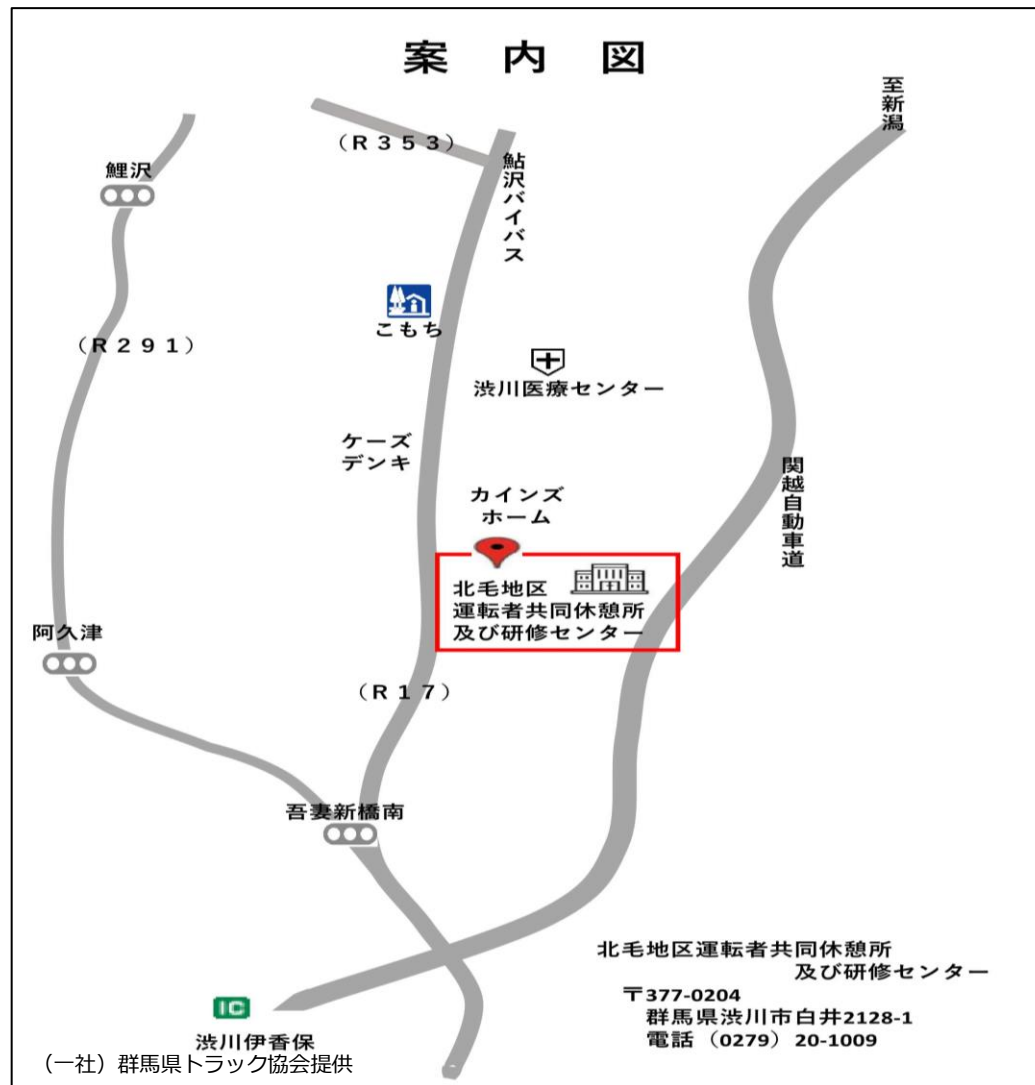 案内図
至新潟
(R353)
鯉沢
鮎沢バイパス
こもち
(R291)
渋川医療センター
ケーズ
デンキ
関越自動車道
カインズ
ホーム
北毛地区
運転者共同休憩所
及び研修センター
阿久津
(R17)
吾妻新橋南
北毛地区運転者共同休憩所
及び研修センター
〒377-0204
群馬県渋川市白井2128-1
電話（0279）20-1009
IC
渋川伊香保
（一社）群馬県トラック協会提供